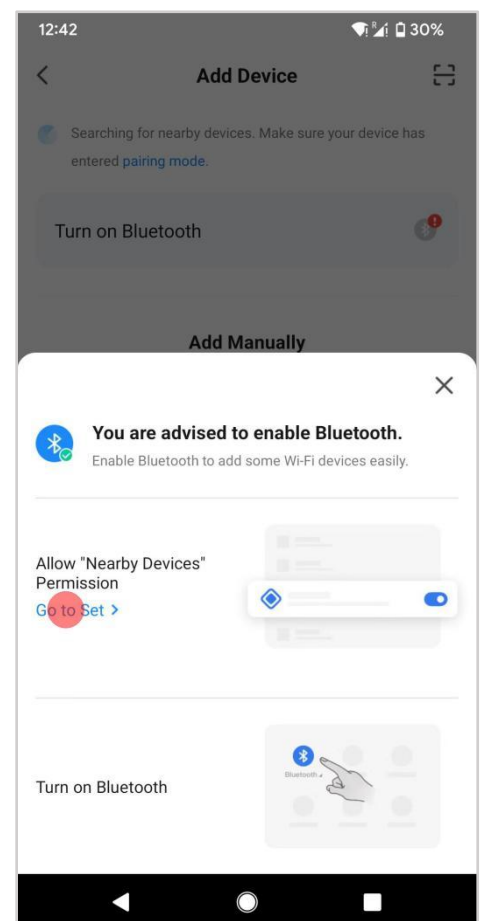 12:42
R
30%
Add Device
Searching for nearby devices. Make sure your device has
entered pairing mode.
Turn on Bluetooth
Add Manually
You are advised to enable Bluetooth.
Enable Bluetooth to add some Wi-Fi devices easily.
Allow "Nearby Devices"
Permission
Go to Set >
Bluetooth
Turn on Bluetooth